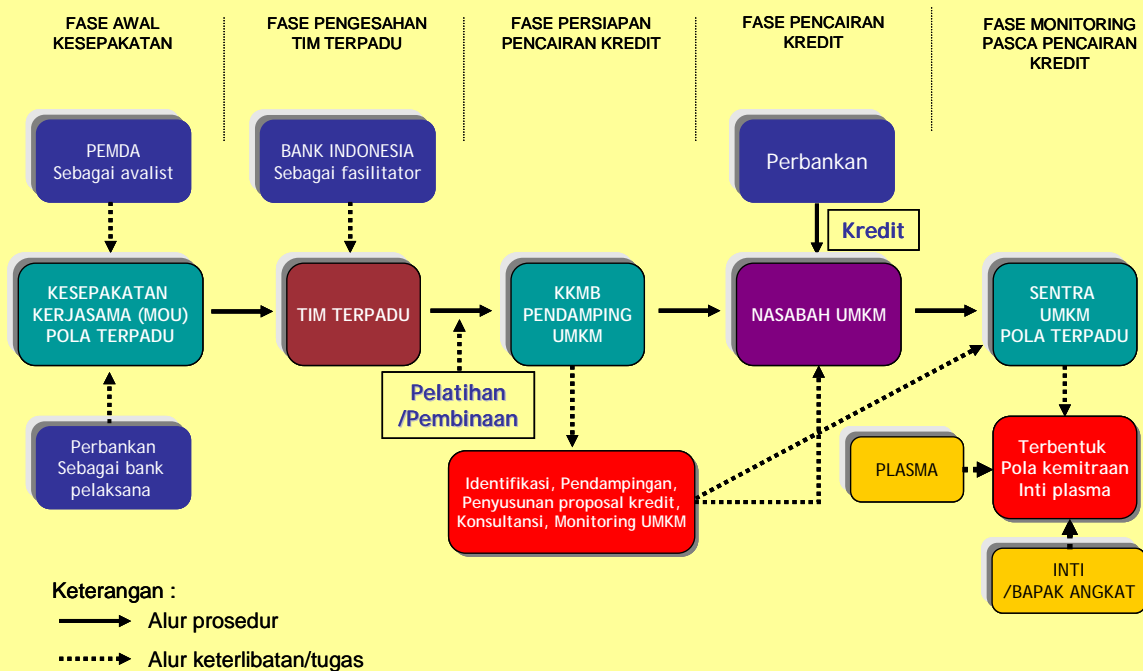 FASE AWAL
KESEPAKATAN
FASE PENGESAHAN
TIM TERPADU
FASE PERSIAPAN
PENCAIRAN KREDIT
FASE PENCAIRAN
KREDIT
FASE MONITORING
PASCA PENCAIRAN
KREDIT
PEMDA
Sebagai avalist
BANK INDONESIA
Sebagai fasilitator
Perbankan
Kredit
KESEPAKATAN
KERJASAMA (MOU)
POLA TERPADU
TIM TERPADU
KKMB
PENDAMPING
UMKM
NASABAH UMKM
SENTRA
UMKM
POLA TERPADU
Pelatihan
/Pembinaan
Perbankan
Sebagai bank
pelaksana
Identifikasi, Pendampingan,
Penyusunan proposal kredit,
Konsultansi, Monitoring UMKM
PLASMA
Terbentuk
Pola kemitraan
Inti plasma
INTI
/BAPAK ANGKAT
Keterangan :
Alur prosedur
Alur keterlibatan/tugas